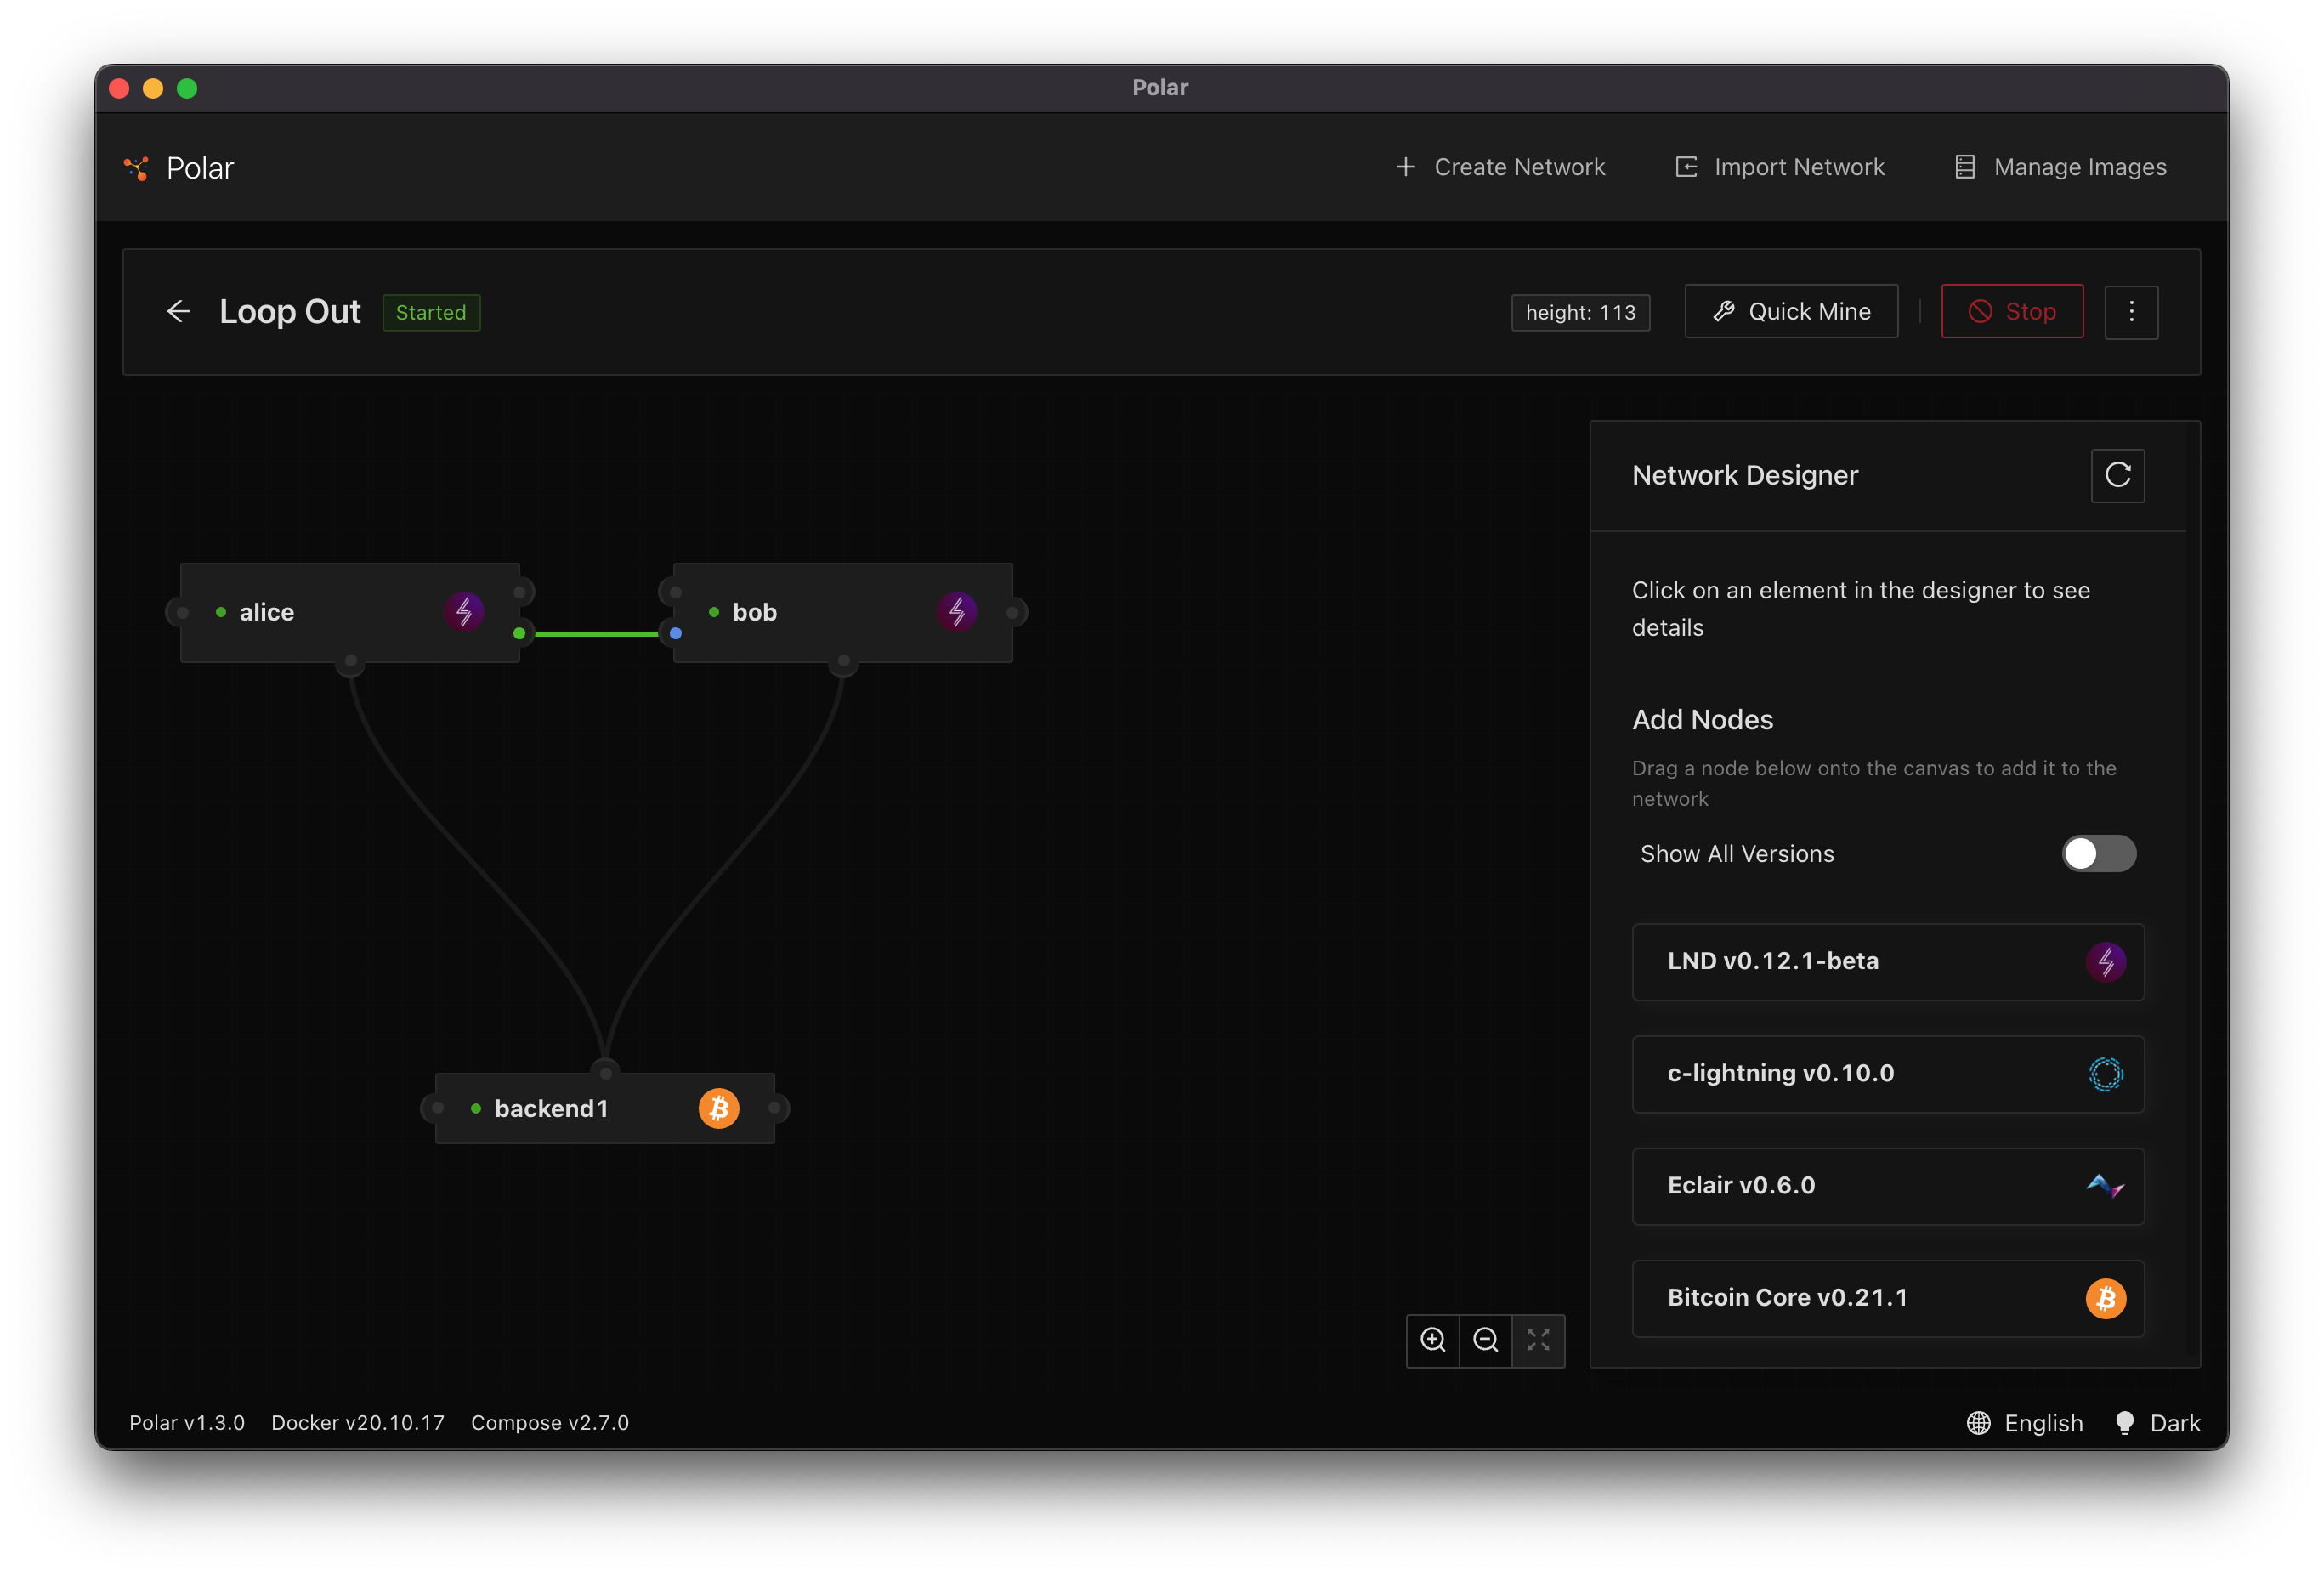 Polar
Polar
Create Network
Import Network
Manage Images
Loop Out
Started
height: 113
Quick Mine
Stop
alice
bob
backend1
Network Designer
Click on an element in the designer to see
details
Add Nodes
Drag a node below onto the canvas to add it to the
network
Show All Versions
LND v0.12.1-beta
c-lightning v0.10.0
Eclair v0.6.0
Bitcoin Core v0.21.1
Polar v1.3.0
Docker v20.10.17
Compose v2.7.0
English
Dark